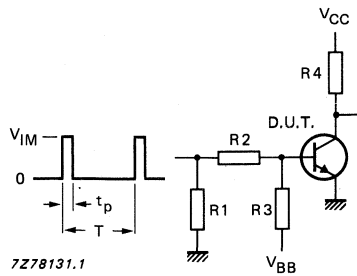 V_CC
R4
D.U.T.
V_IM
R2
0
t_p
R1
R3
T
V_BB
7Z78131.1